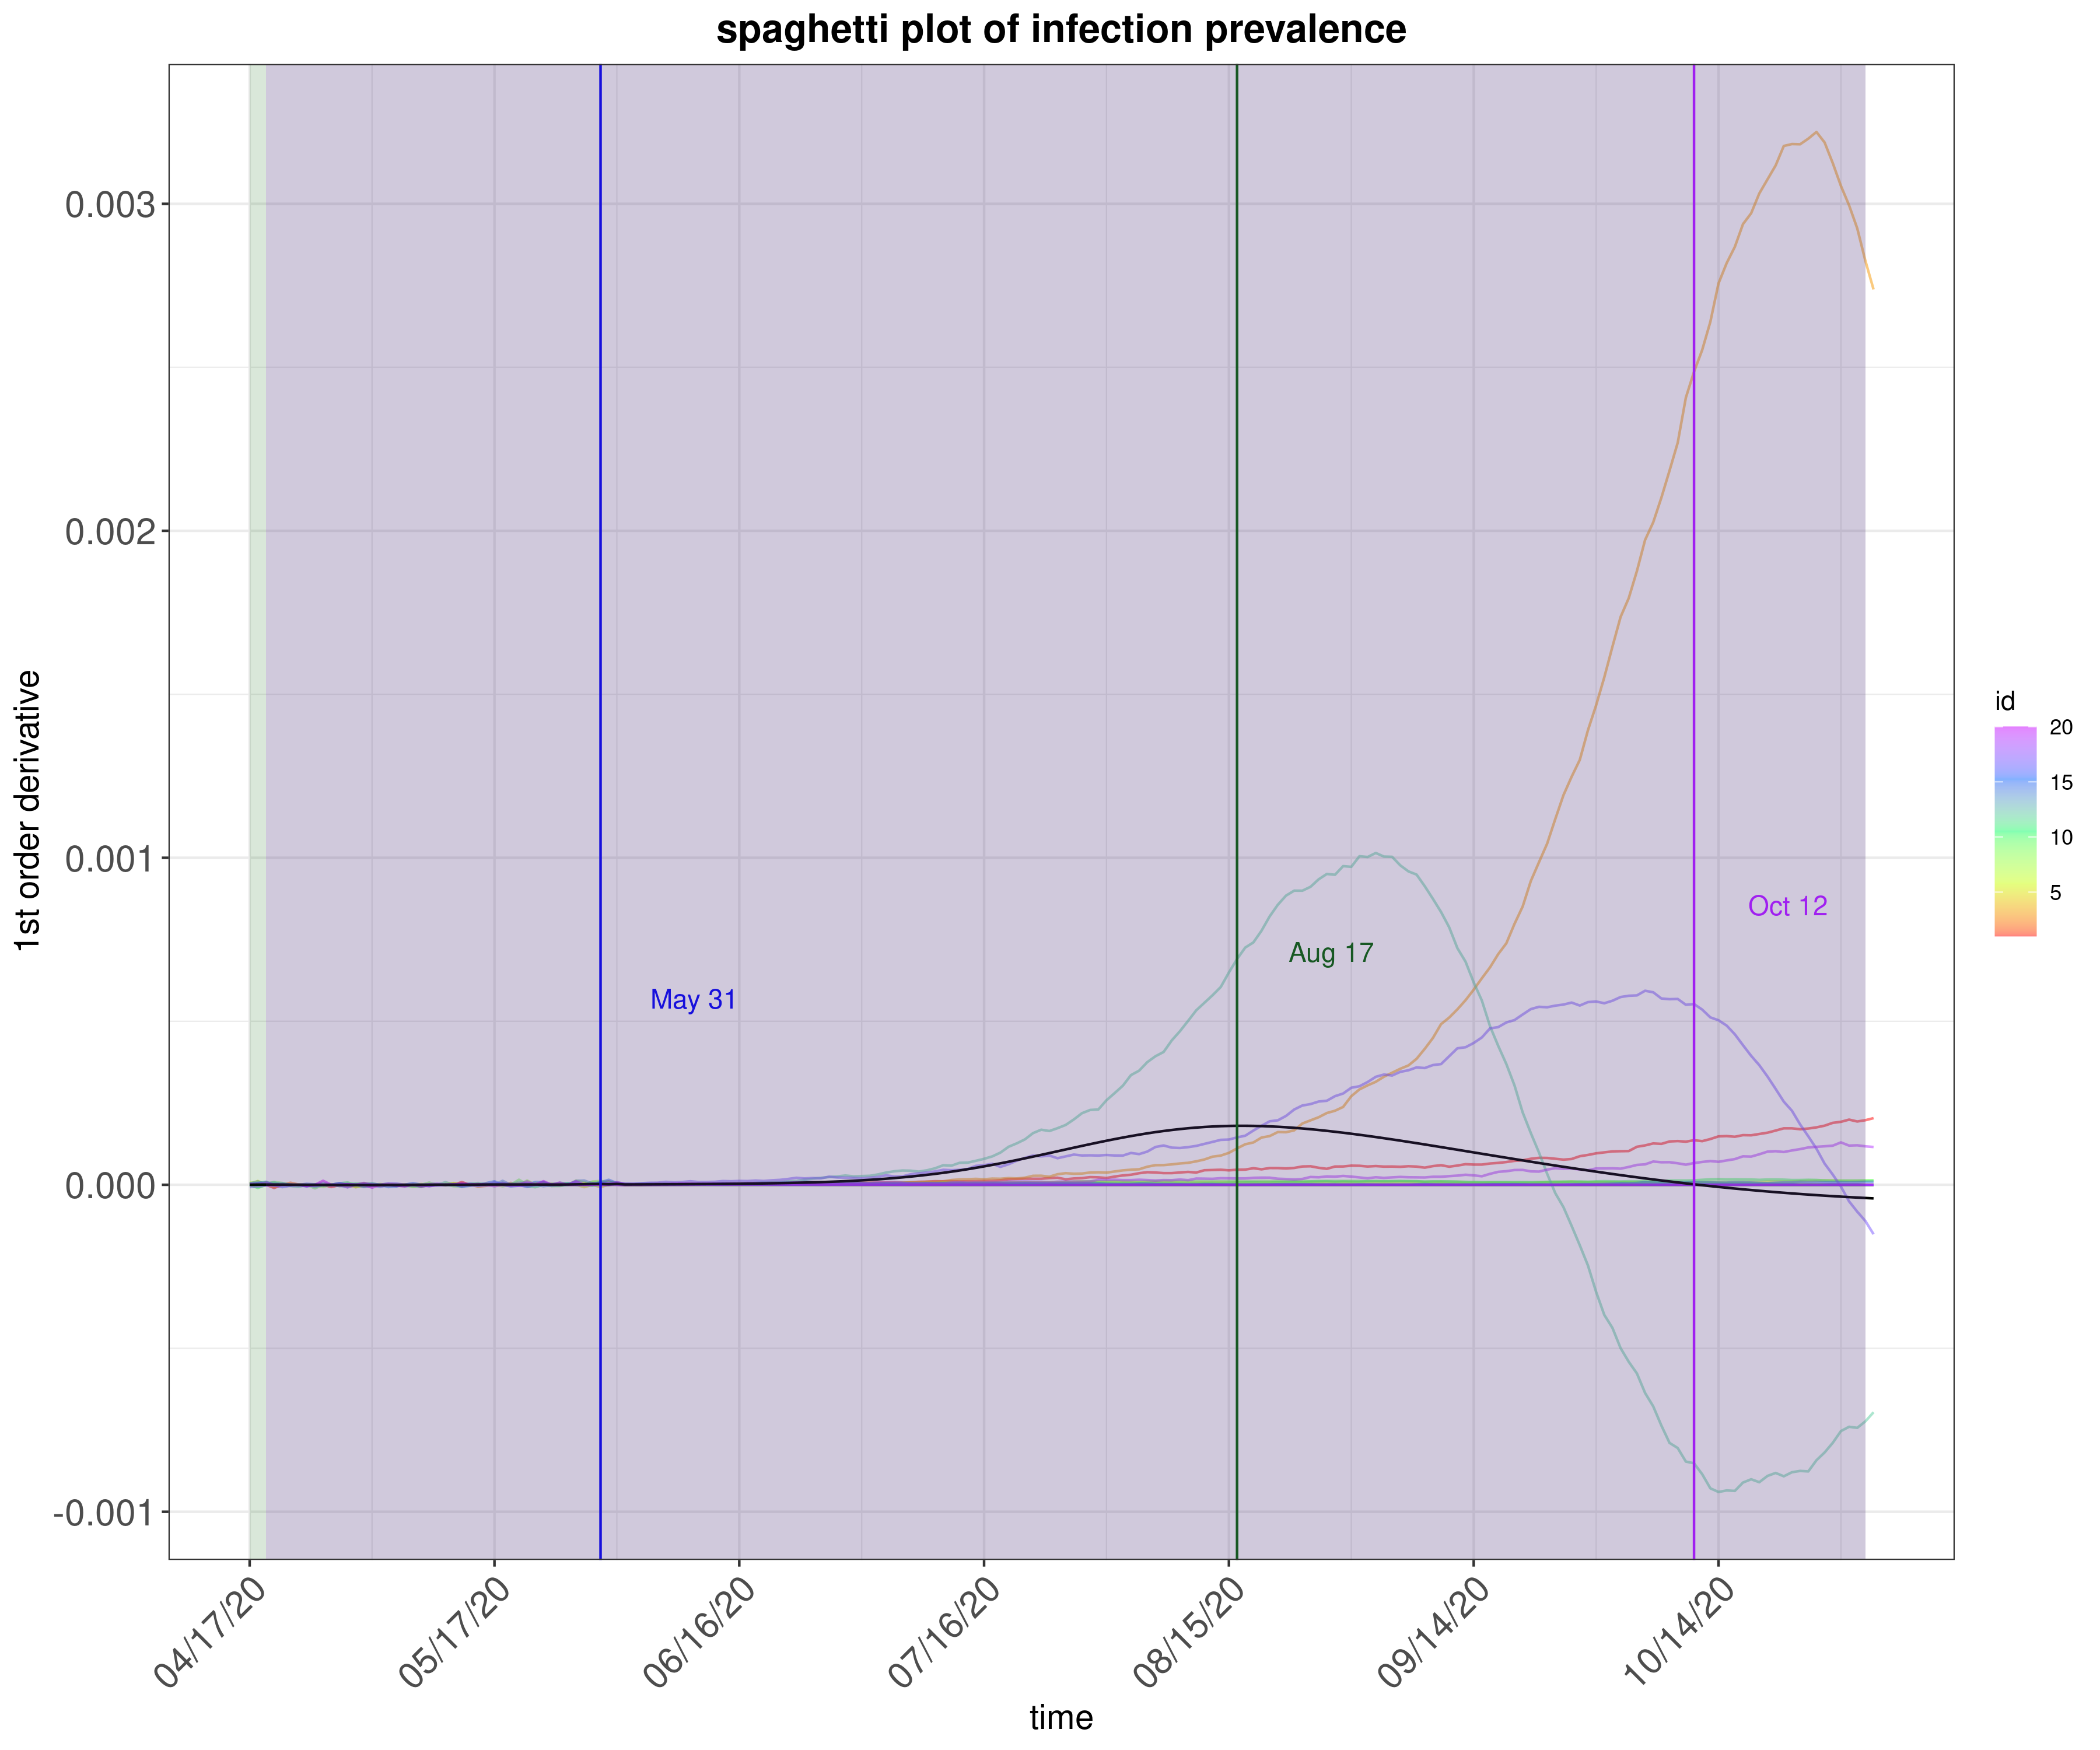 spaghetti plot of infection prevalence
1st order derivative
0.003
0.002
0.001
0.000
-0.001
May 31
Aug 17
Oct 12
id
20
15
10
5
04/17/20
05/17/20
06/16/20
07/16/20
08/15/20
09/14/20
10/14/20
time